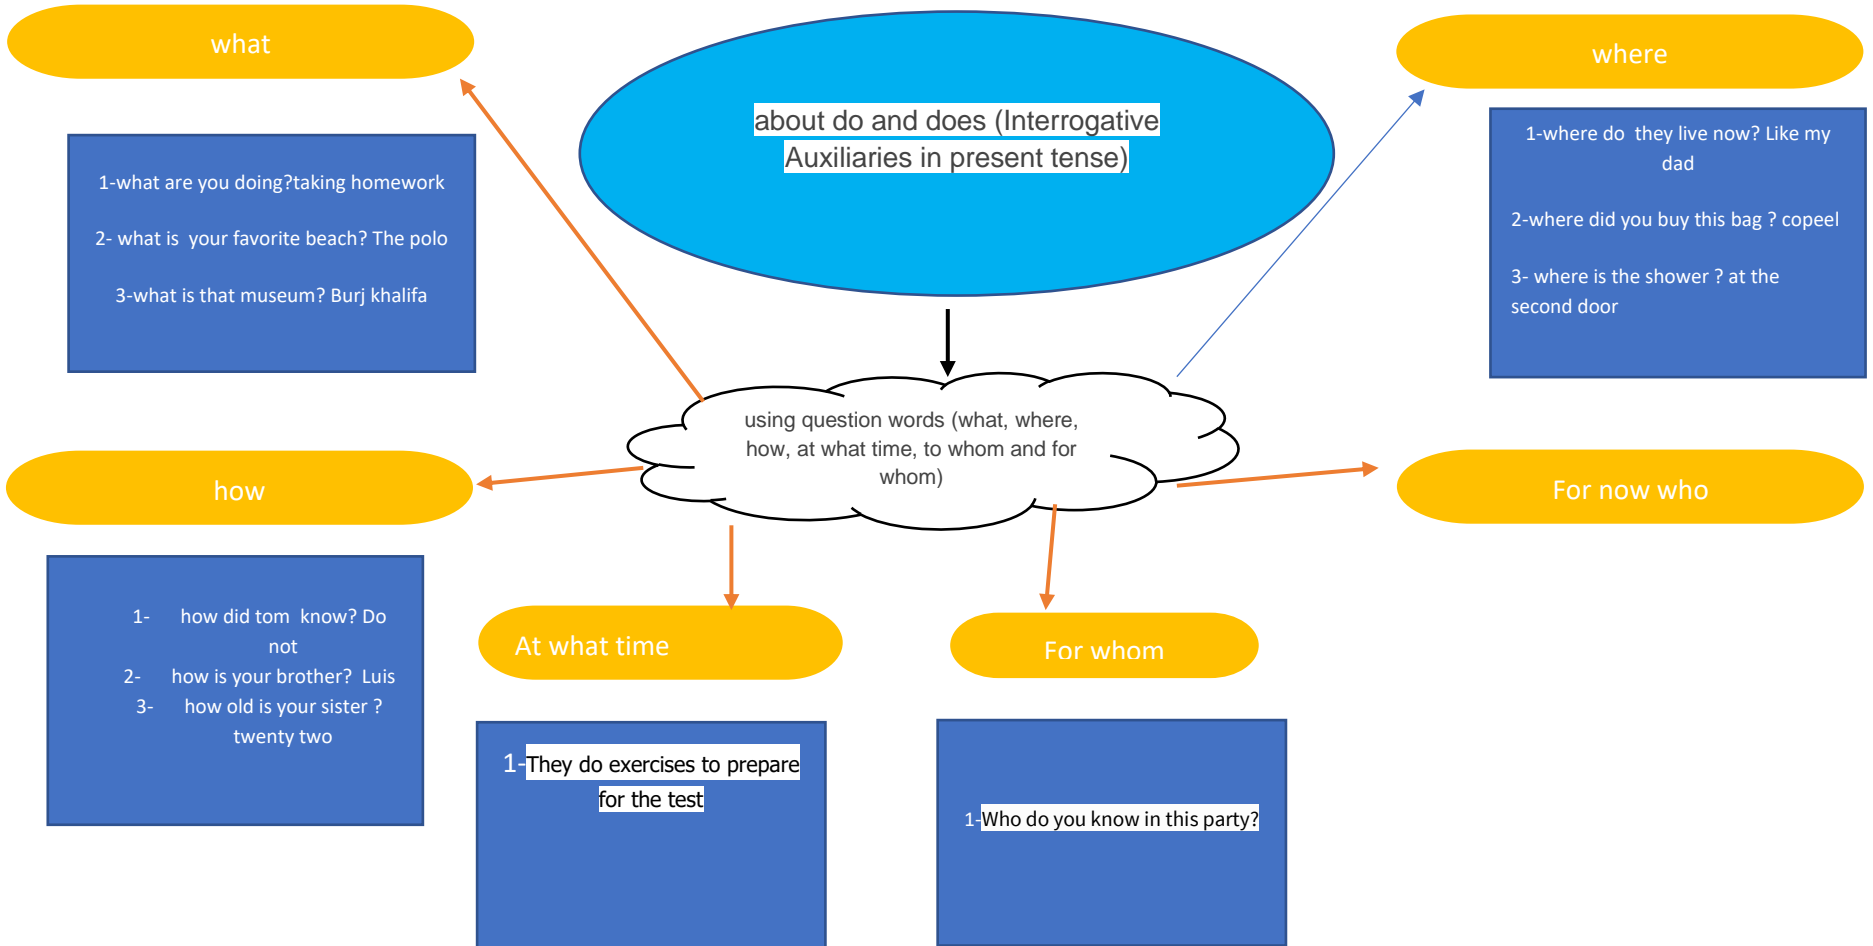 what
about do and does (Interrogative
Auxiliaries in present tense)
where
1-what are you doing?taking homework
2- what is your favorite beach? The polo
3-what is that museum? Burj khalifa
1-where do they live now? Like my
dad
2-where did you buy this bag ? copeel
3- where is the shower ? at the
second door
using question words (what, where,
how, at what time, to whom and for
whom)
how
For now who
1- how did tom know? Do
not
2- how is your brother? Luis
3- how old is your sister ?
twenty two
At what time
For whom
1-They do exercises to prepare
for the test
1-Who do you know in this party?